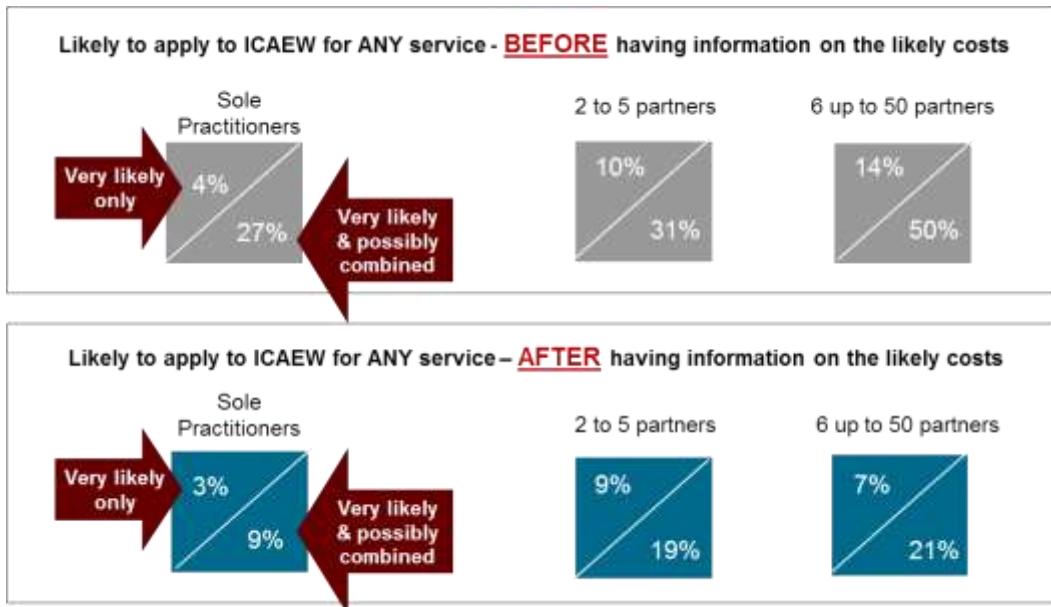 Likely to apply to ICAEW for ANY service - BEFORE having information on the likely costs
Sole
Practitioners
2 to 5 partners
6 up to 50 partners
Very likely
only
4%
27%
Very likely
& possibly
combined
10%
31%
14%
50%
Likely to apply to ICAEW for ANY service – AFTER having information on the likely costs
Sole
Practitioners
2 to 5 partners
6 up to 50 partners
Very likely
only
3%
9%
Very likely
& possibly
combined
9%
19%
7%
21%